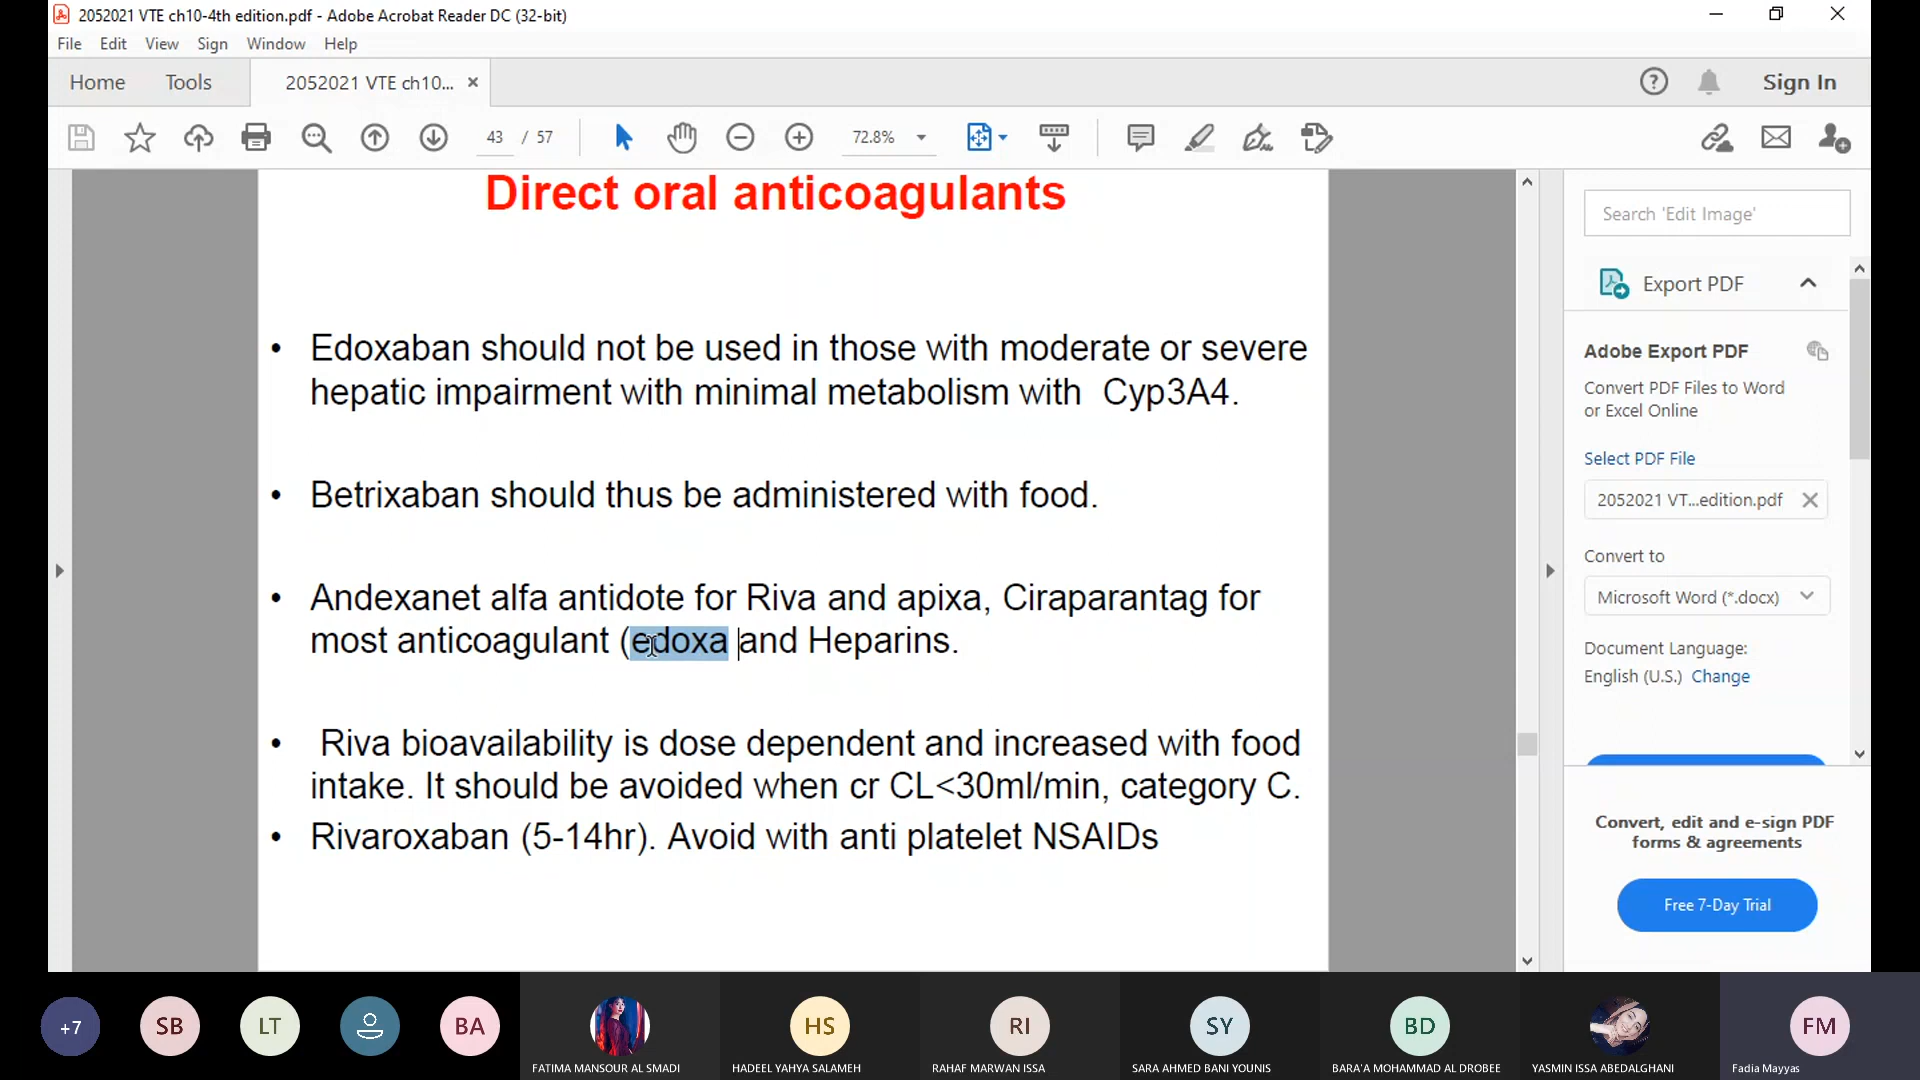 2052021 VTE ch10-4th edition.pdf - Adobe Acrobat Reader DC (32-bit)
File Edit View Sign Window Help
Home Tools 2052021 VTE ch10... × Sign In
43 / 57 72.8%
Direct oral anticoagulants
• Edoxaban should not be used in those with moderate or severe
hepatic impairment with minimal metabolism with Cyp3A4.
• Betrixaban should thus be administered with food.
• Andexanet alfa antidote for Riva and apixa, Ciraparantag for
most anticoagulant (edoxa and Heparins.
• Riva bioavailability is dose dependent and increased with food
intake. It should be avoided when cr CL<30ml/min, category C.
• Rivaroxaban (5-14hr). Avoid with anti platelet NSAIDs
Search 'Edit Image'
Export PDF
Adobe Export PDF
Convert PDF Files to Word
or Excel Online
Select PDF File
2052021 VT...edition.pdf
Convert to
Microsoft Word (*.docx)
Document Language:
English (U.S.) Change
Convert, edit and e-sign PDF
forms & agreements
Free 7-Day Trial
+7 SB LT BA HS RI SY BD FM
FATIMA MANSOUR AL SMADI HADEEL YAHYA SALAMEH RAHAF MARWAN ISSA SARA AHMED BANI YOUNIS BARA'A MOHAMMAD AL DROBEE YASMIN ISSA ABEDALGHANI Fadia Mayyas